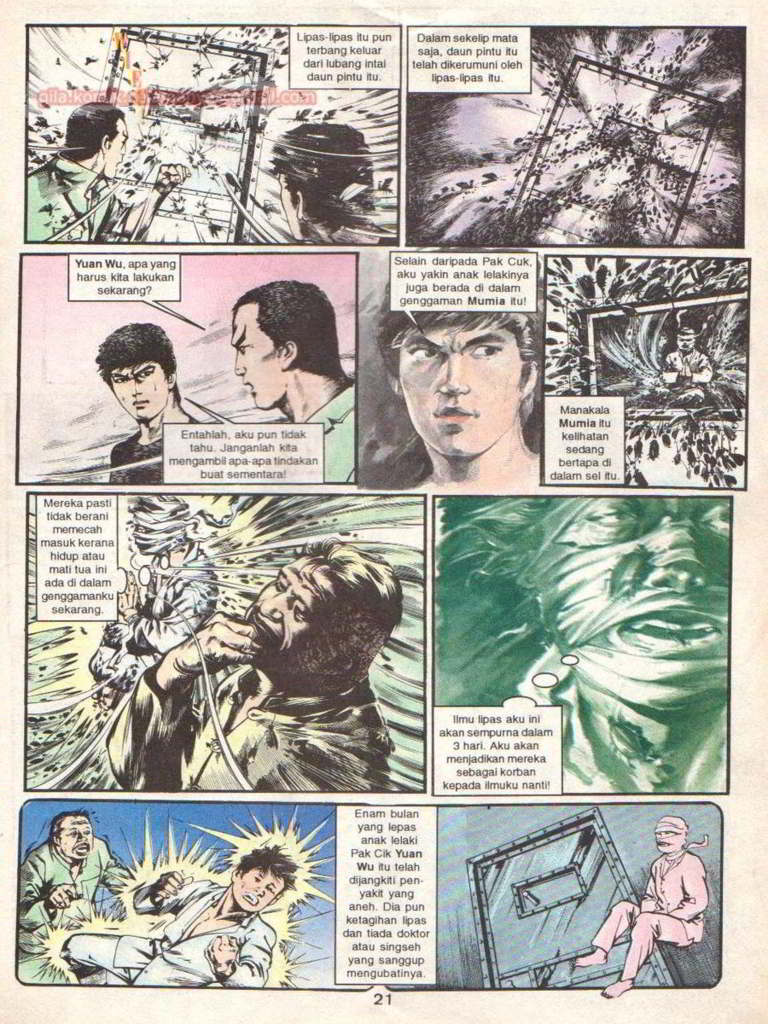 Lipas-lipas itu pun
terbang keluar
dari lubang intai
daun pintu itu.
Dalam sekelip mata
saja, daun pintu itu
telah dikerumuni oleh
lipas-lipas itu.
Yuan Wu, apa yang
harus kita lakukan
sekarang?
Entahlah, aku pun tidak
tahu. Janganlah kita
mengambil apa-apa tindakan
buat sementara!
Selain daripada Pak Cuk,
aku yakin anak lelakinya
juga berada di dalam
genggaman Mumia itu!
Manakala
Mumia itu
kelihatan
sedang
bertapa di
dalam sel itu.
Mereka pasti
tidak berani
memecah
masuk kerana
hidup atau
mati tua ini
ada di dalam
genggamanku
sekarang.
Ilmu lipas aku ini
akan sempurna dalam
3 hari. Aku akan
menjadikan mereka
sebagai korban
kepada ilmuku nanti!
Enam bulan
yang lepas
anak lelaki
Pak Cik Yuan
Wu itu telah
dijangkiti pen-
yakit yang
aneh. Dia pun
ketagihan lipas
dan tiada doktor
atau singseh
yang sanggup
mengubatinya.
21